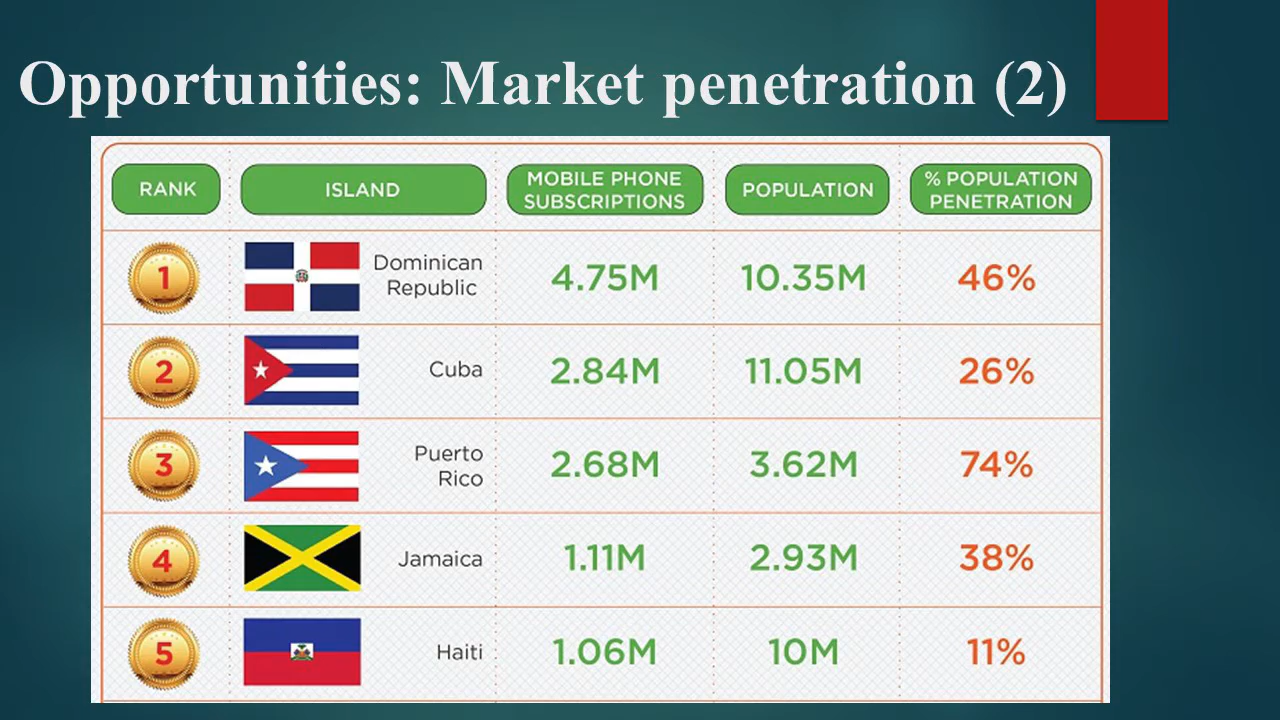 Opportunities: Market penetration (2)
RANK
ISLAND
MOBILE PHONE
SUBSCRIPTIONS
POPULATION
% POPULATION
PENETRATION
1
Dominican
Republic
4.75M
10.35M
46%
2
Cuba
2.84M
11.05M
26%
3
Puerto
Rico
2.68M
3.62M
74%
4
Jamaica
1.11M
2.93M
38%
5
Haiti
1.06M
10M
11%